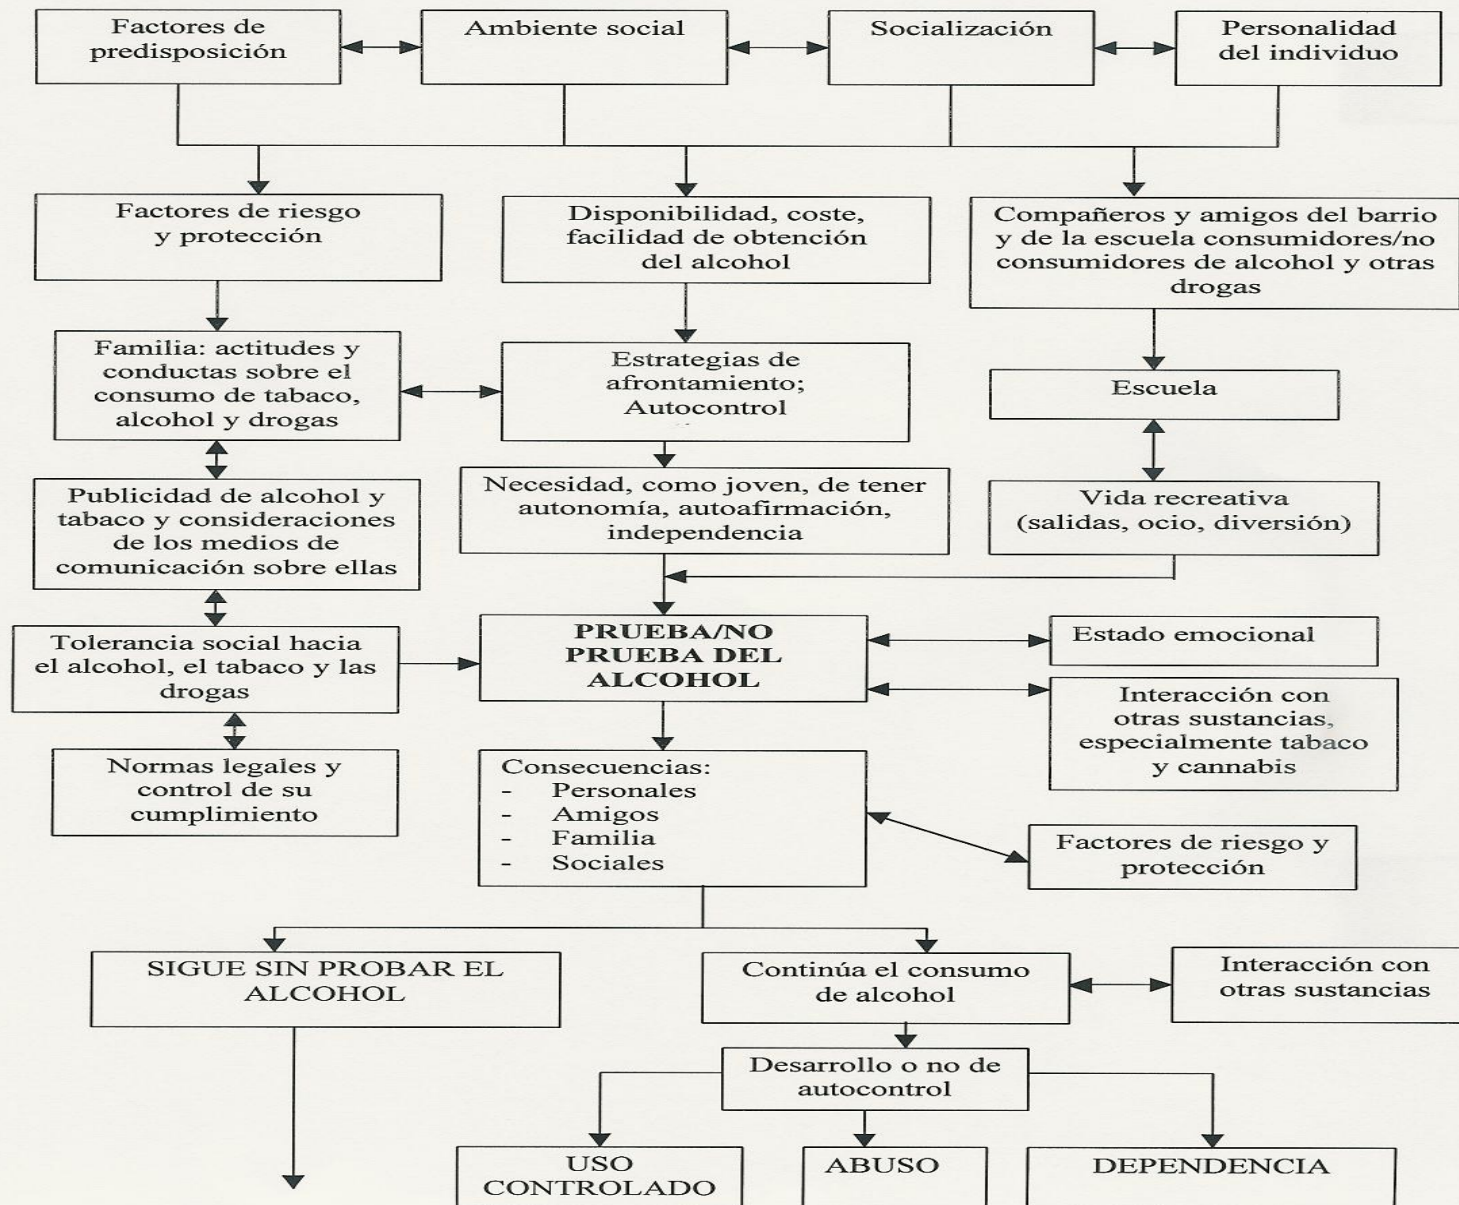 Factores de
predisposición
Ambiente social
Socialización
Personalidad
del individuo
Factores de riesgo
y protección
Disponibilidad, coste,
facilidad de obtención
del alcohol
Compañeros y amigos del barrio
y de la escuela consumidores/no
consumidores de alcohol y otras
drogas
Familia: actitudes y
conductas sobre el
consumo de tabaco,
alcohol y drogas
Estrategias de
afrontamiento;
Autocontrol
Escuela
Publicidad de alcohol y
tabaco y consideraciones
de los medios de
comunicación sobre ellas
Necesidad, como joven, de tener
autonomía, autoafirmación,
independencia
Vida recreativa
(salidas, ocio, diversión)
Tolerancia social hacia
el alcohol, el tabaco y las
drogas
PRUEBA/NO
PRUEBA DEL
ALCOHOL
Estado emocional
Interacción con
otras sustancias,
especialmente tabaco
y cannabis
Normas legales y
control de su
cumplimiento
Consecuencias:
- Personales
- Amigos
- Familia
- Sociales
Factores de riesgo y
protección
SIGUE SIN PROBAR EL
ALCOHOL
Continúa el consumo
de alcohol
Interacción con
otras sustancias
Desarrollo o no de
autocontrol
USO
CONTROLADO
ABUSO
DEPENDENCIA